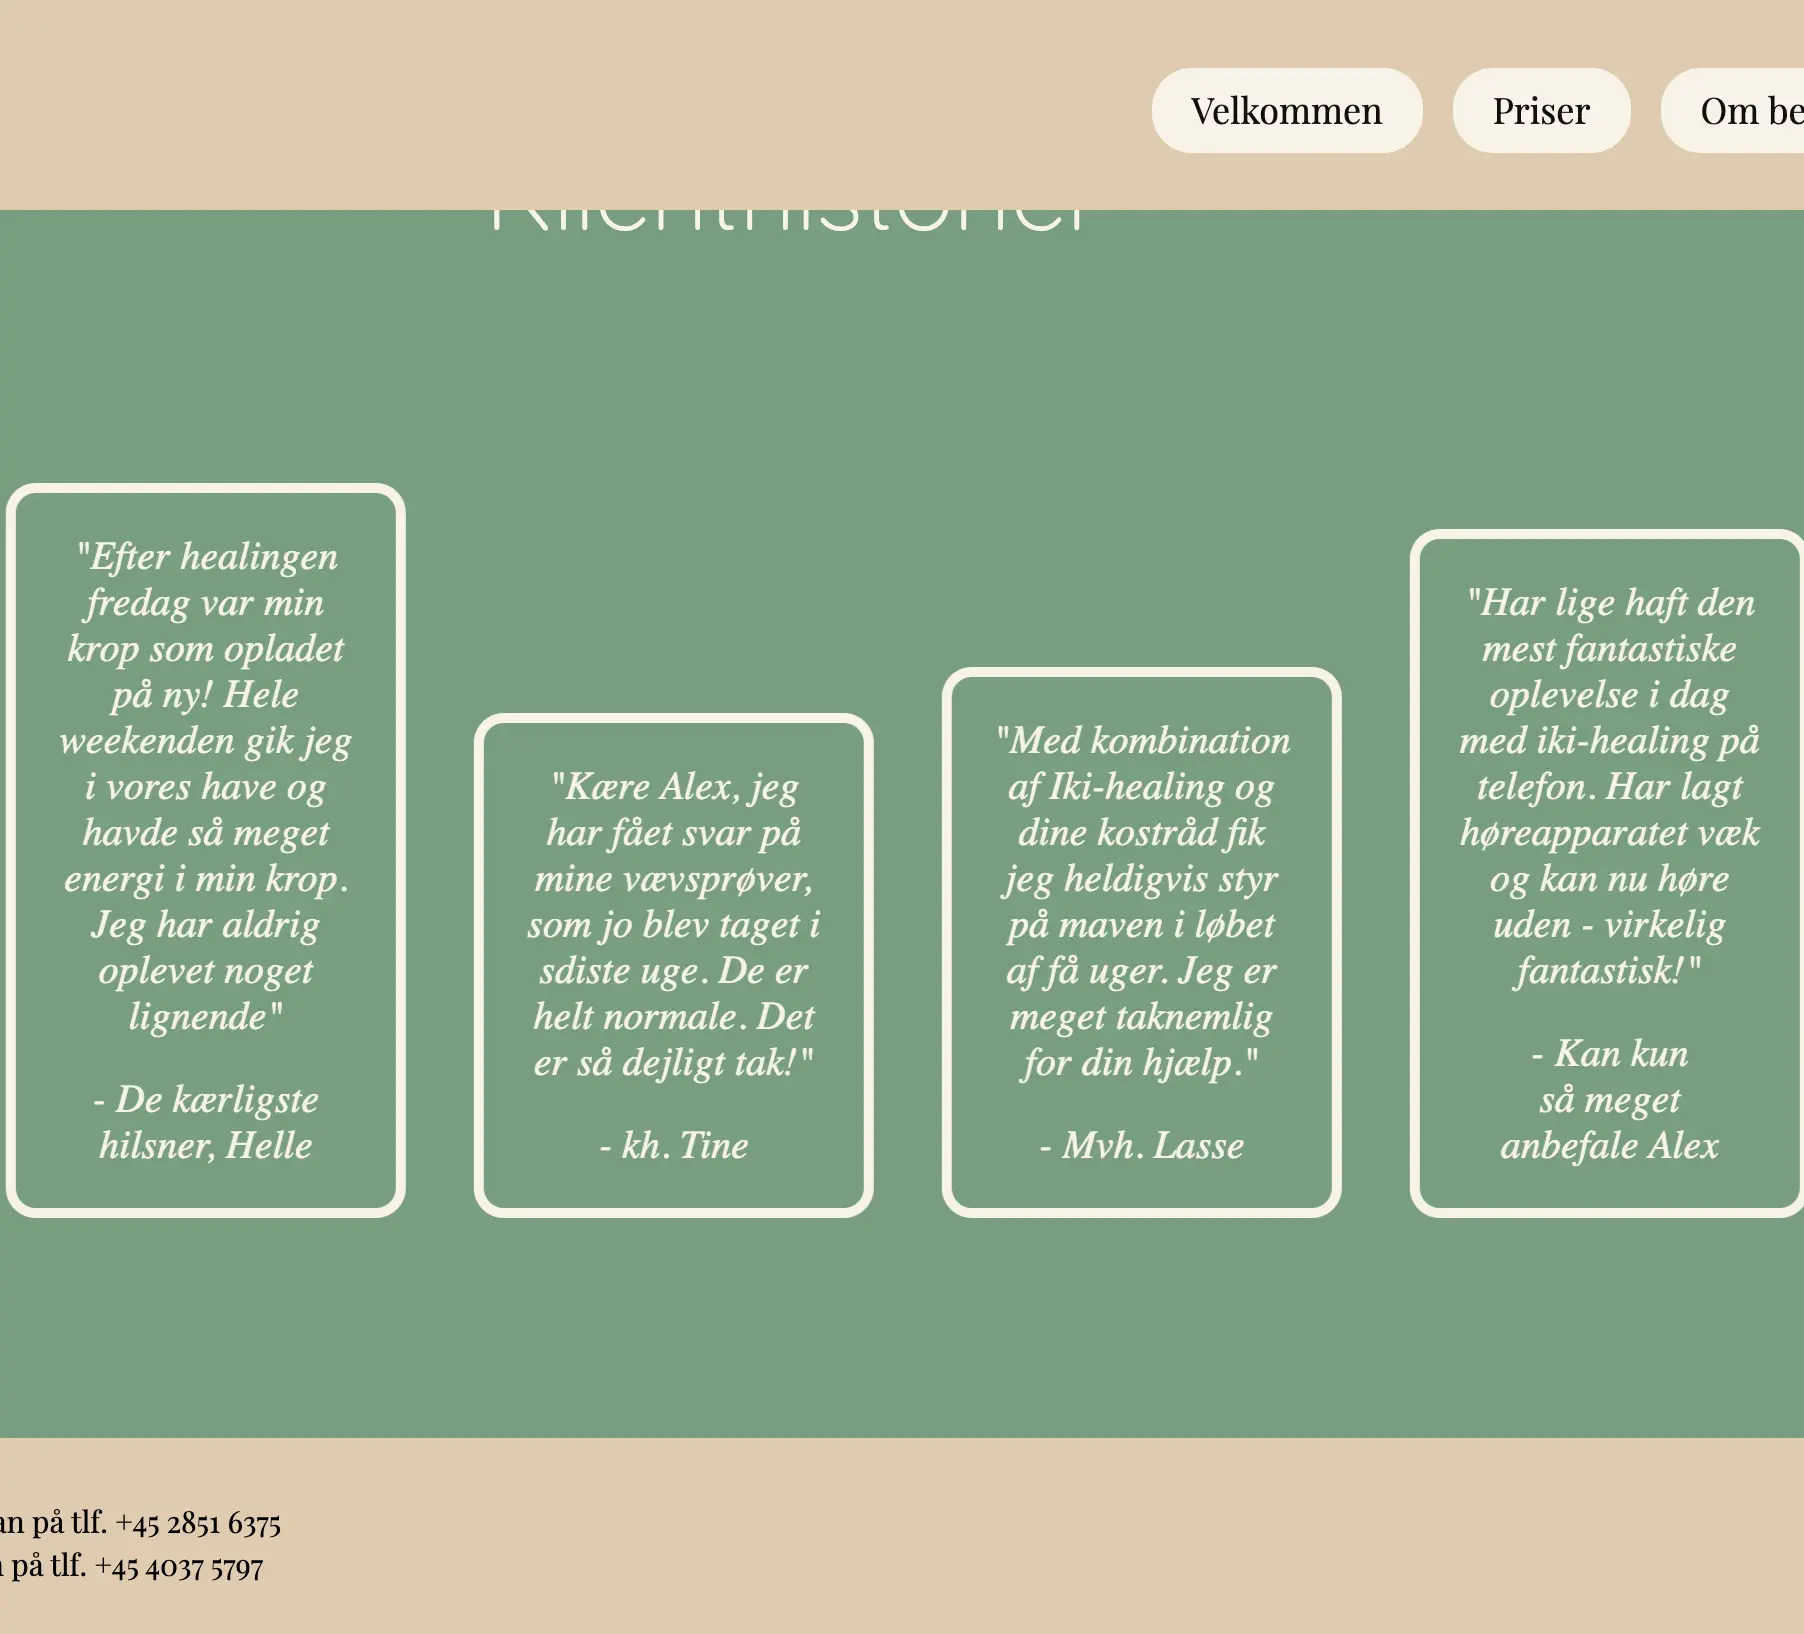 Velkommen
Priser
Om be
Klienthistorier
"Efter healingen
fredag var min
krop som opladet
på ny! Hele
weekenden gik jeg
i vores have og
havde så meget
energi i min krop.
Jeg har aldrig
oplevet noget
lignende"
- De kærligste
hilsner, Helle
"Kære Alex, jeg
har fået svar på
mine vævsprøver,
som jo blev taget i
sdiste uge. De er
helt normale. Det
er så dejligt tak!"
- kh. Tine
"Med kombination
af Iki-healing og
dine kostråd fik
jeg heldigvis styr
på maven i løbet
af få uger. Jeg er
meget taknemlig
for din hjælp."
- Mvh. Lasse
"Har lige haft den
mest fantastiske
oplevelse i dag
med iki-healing på
telefon. Har lagt
høreapparatet væk
og kan nu høre
uden - virkelig
fantastisk!"
- Kan kun
så meget
anbefale Alex
an på tlf. +45 2851 6375
på tlf. +45 4037 5797